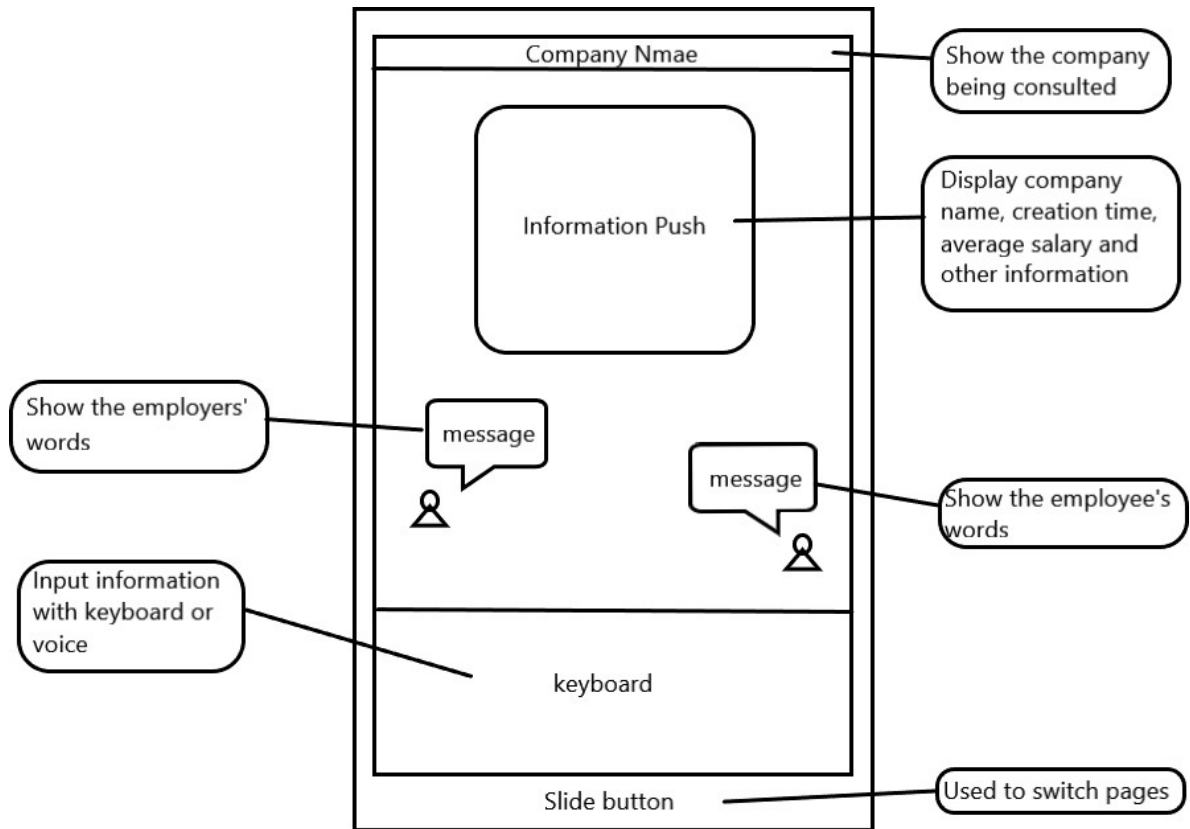 Company Nmae
Show the company
being consulted
Information Push
Display company
name, creation time,
average salary and
other information
Show the employers'
words
message
message
Show the employee's
words
Input information
with keyboard or
voice
keyboard
Slide button
Used to switch pages